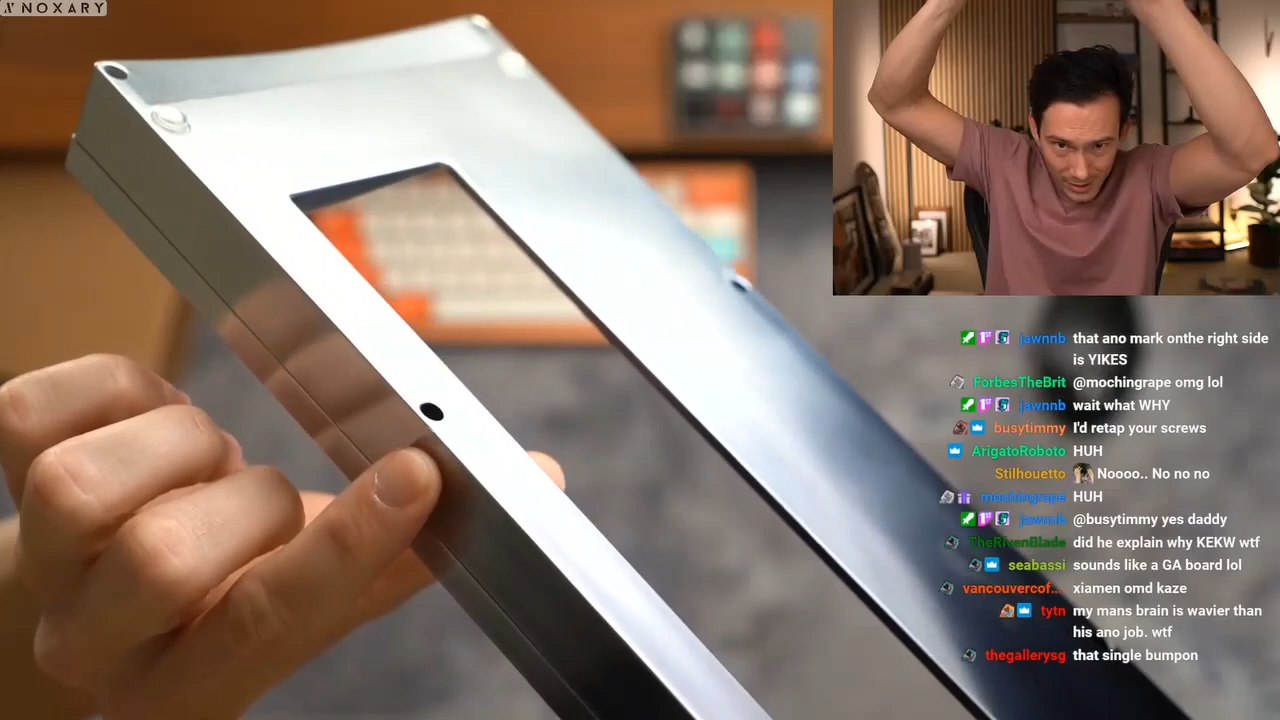 NOXARY
jawnnb that ano mark onthe right side
is YIKES
ForbesTheBrit @mochingrape omg lol
jawnnb wait what WHY
busytimmy I'd retap your screws
ArigatoRoboto HUH
Stilhouetto Noooo.. No no no
mochingrape HUH
jawnnb @busytimmy yes daddy
TheRivenBlade did he explain why KEKW wtf
seabassi sounds like a GA board lol
vancouvercof... xiamen omd kaze
tytn my mans brain is wavier than
his ano job. wtf
thegallerysg that single bumpon